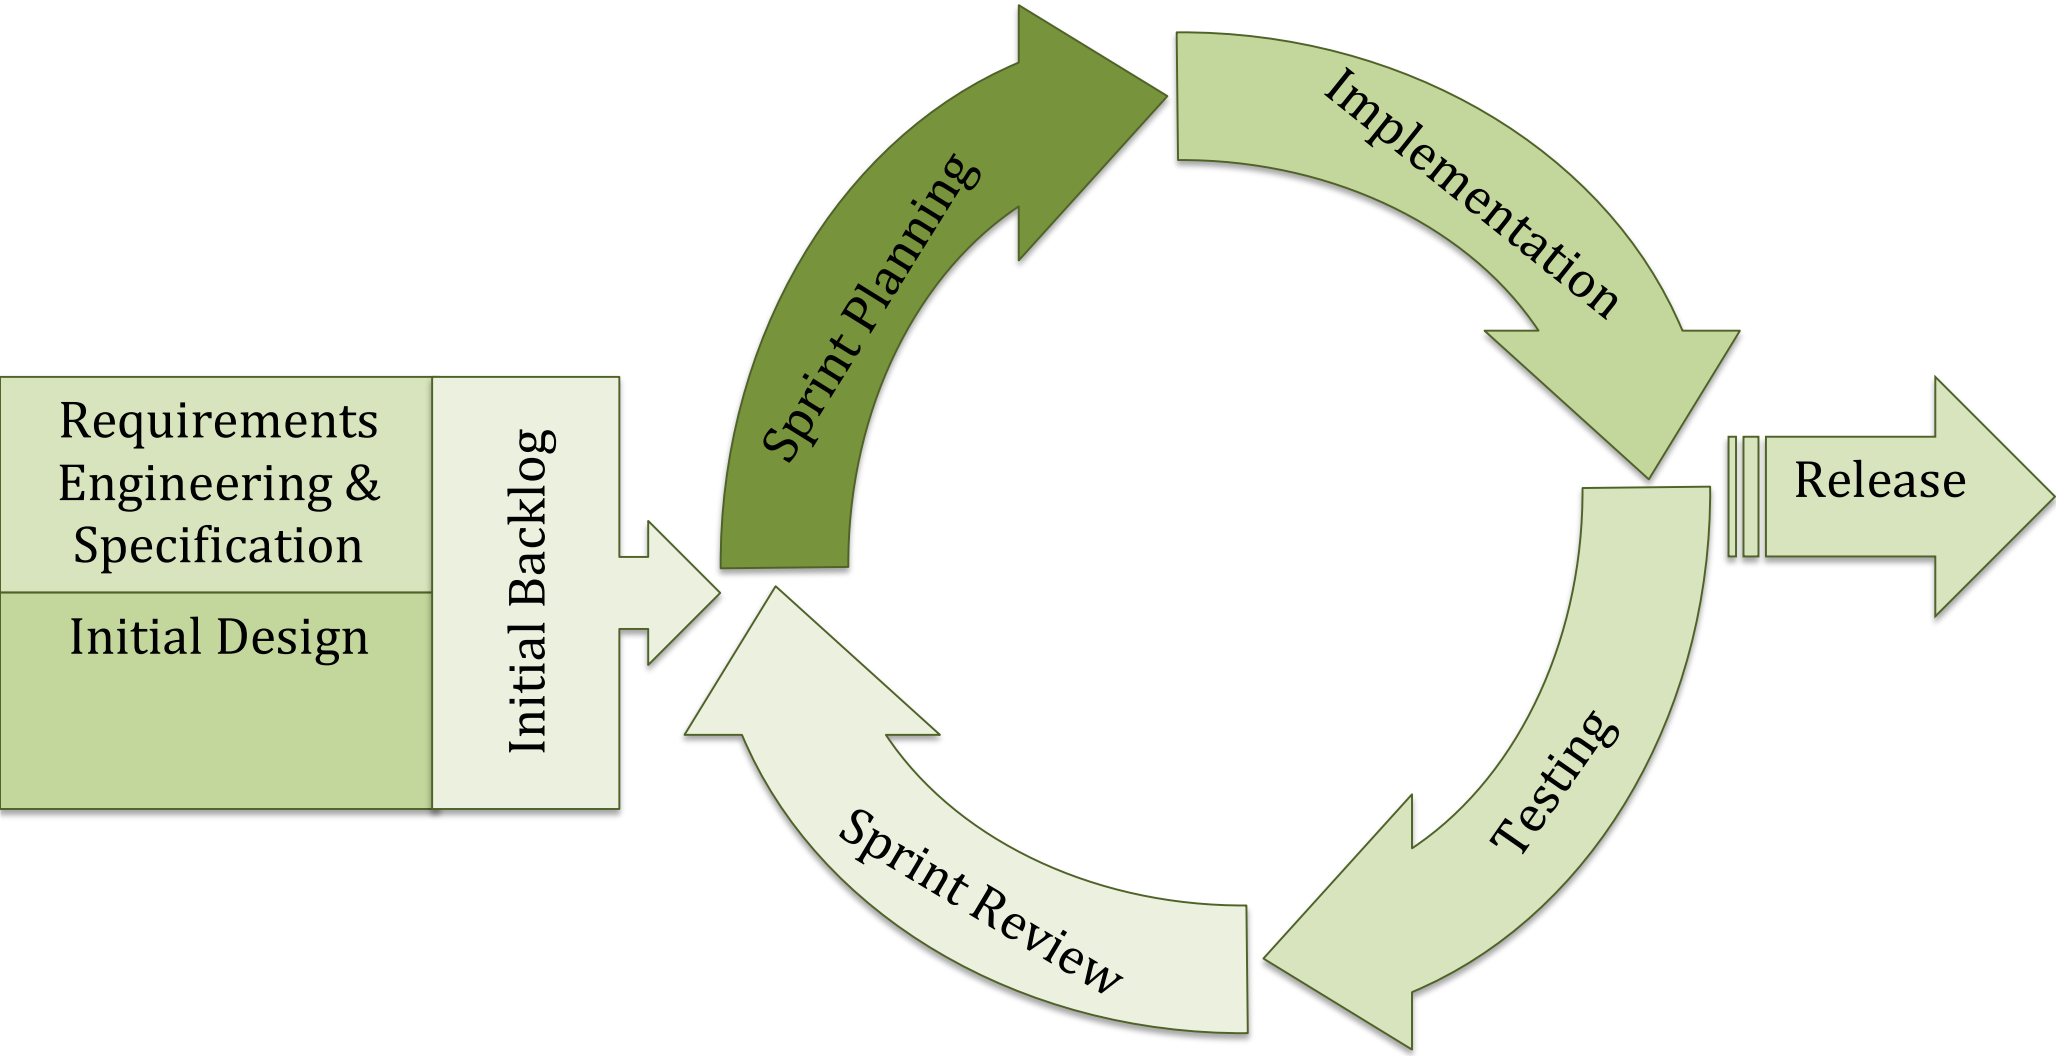 Requirements
Engineering &
Specification
Initial Design
Initial Backlog
Sprint Planning
Implementation
Testing
Sprint Review
Release